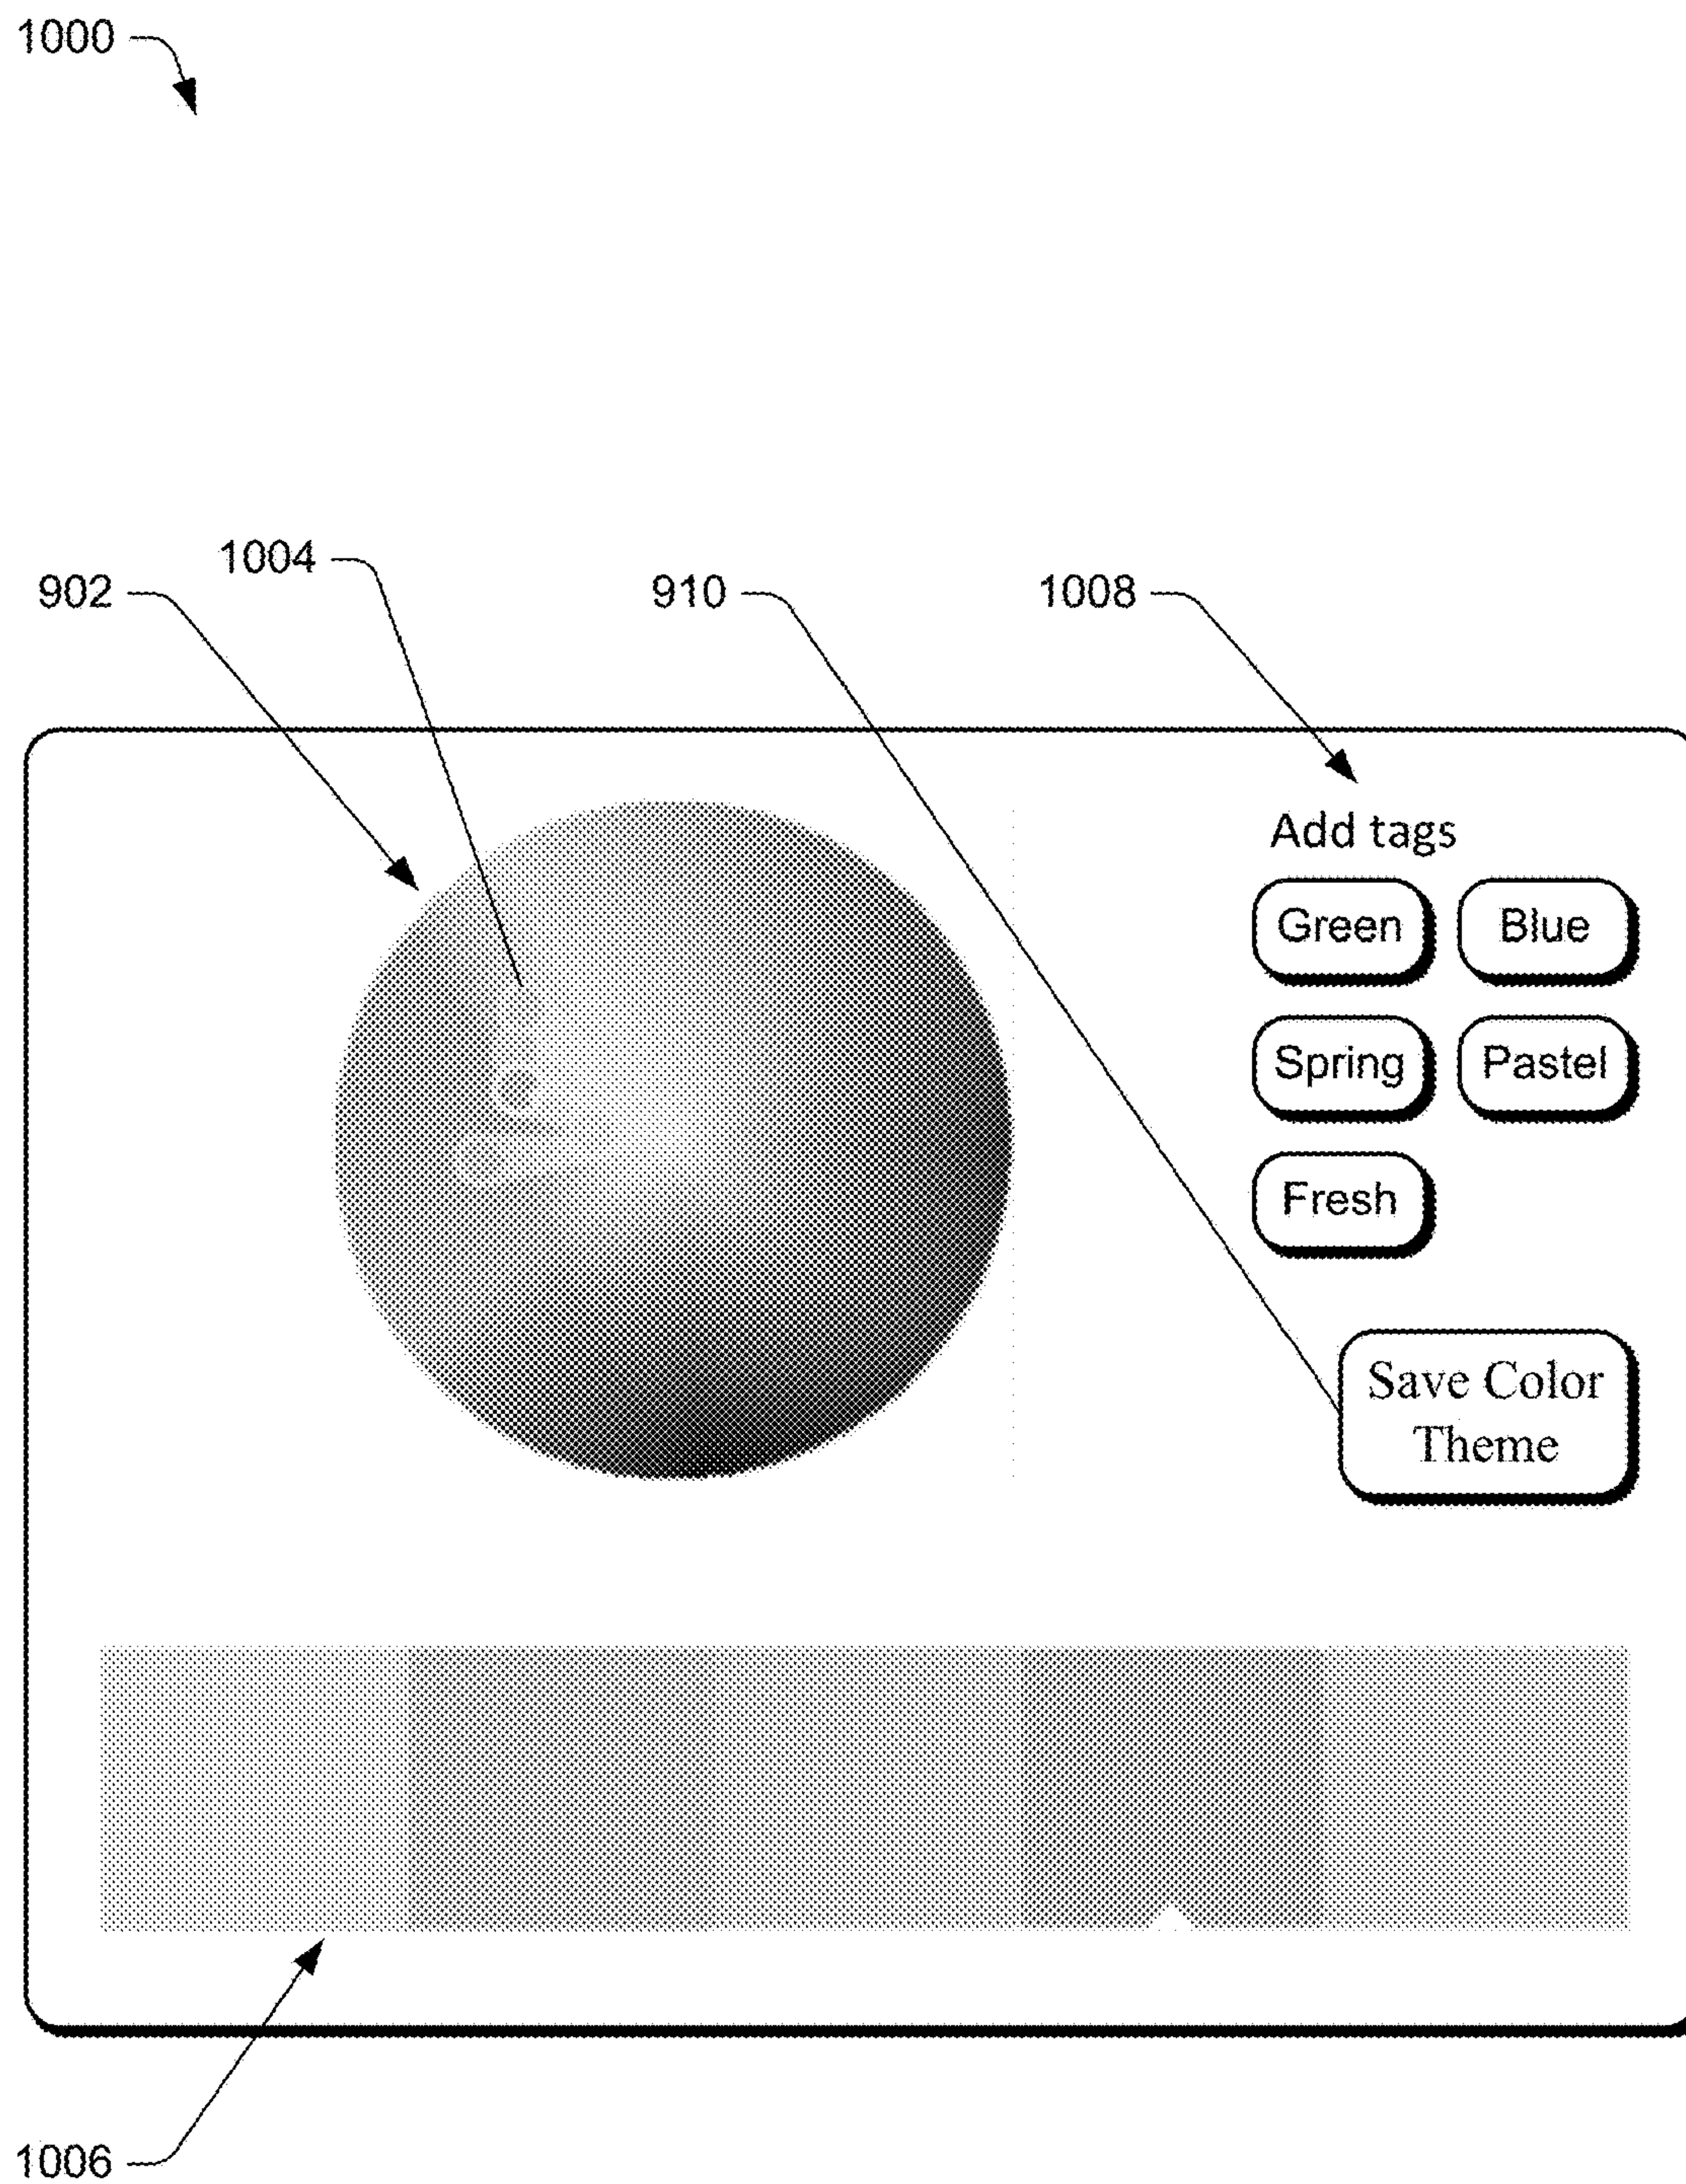 1000
1004
902
910
1008
Add tags
Green
Blue
Spring
Pastel
Fresh
Save Color
Theme
1006